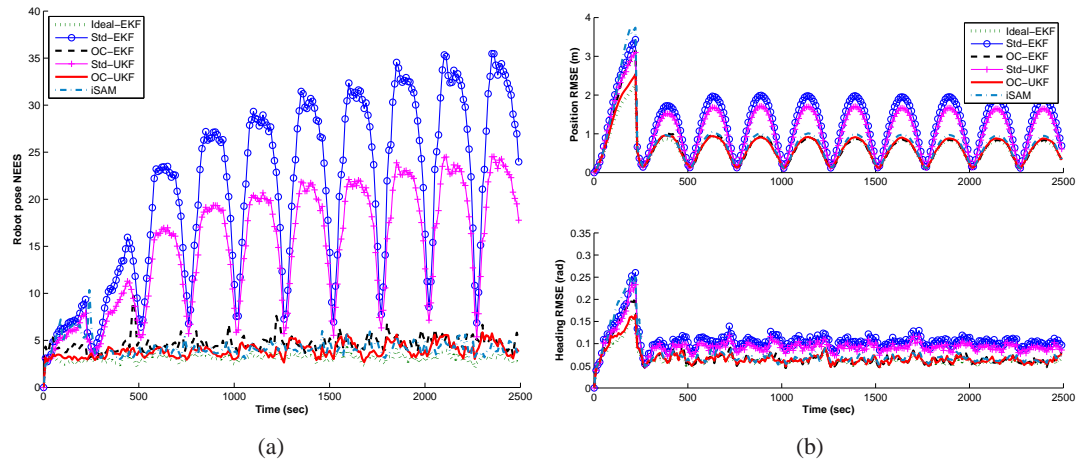 Ideal−EKF
Std−EKF
OC−EKF
Std−UKF
OC−UKF
iSAM
40
35
30
25
20
15
10
5
0
Robot pose NEES
0 500 1000 1500 2000 2500
Time (sec)
(a)
Ideal−EKF
Std−EKF
OC−EKF
Std−UKF
OC−UKF
iSAM
4
3
2
1
0
Position RMSE (m)
0 500 1000 1500 2000 2500
0.35
0.3
0.25
0.2
0.15
0.1
0.05
0
Heading RMSE (rad)
0 500 1000 1500 2000 2500
Time (sec)
(b)